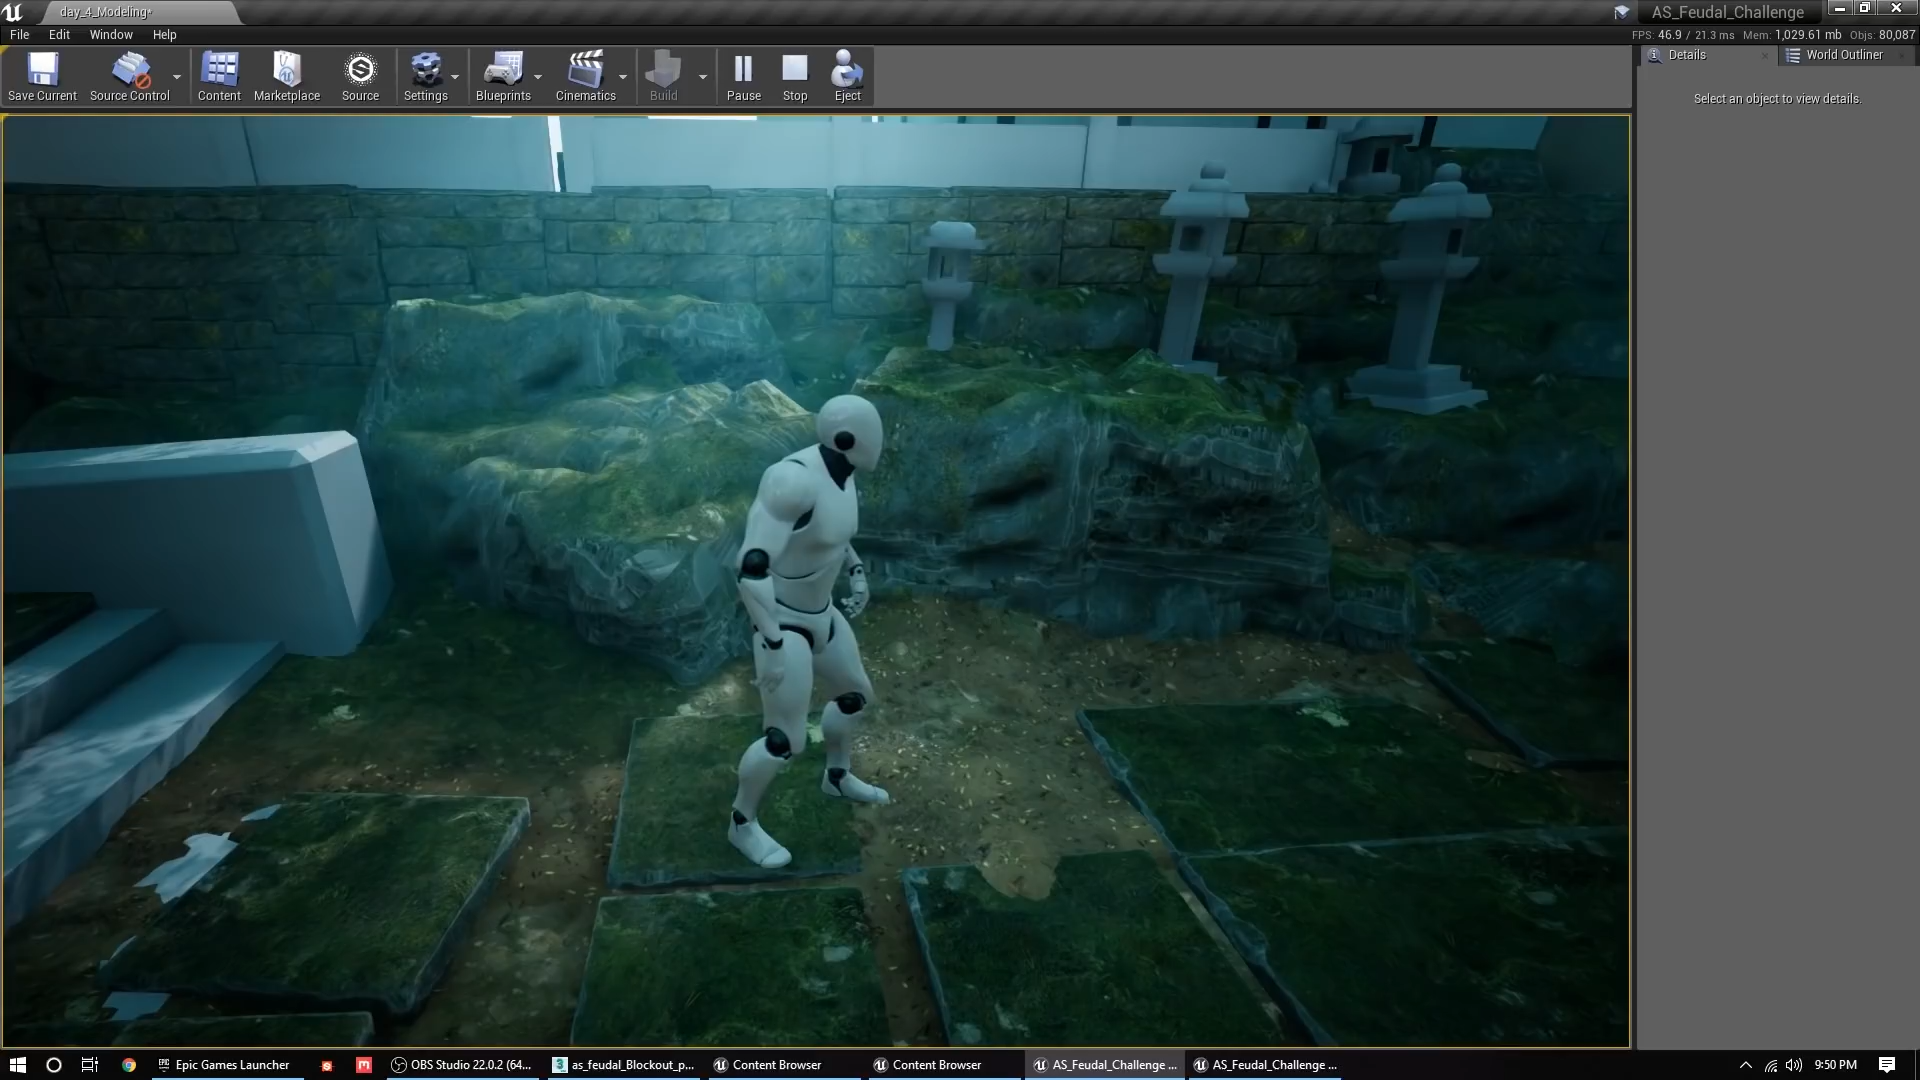 day_4_Modeling*
AS_Feudal_Challenge
File Edit Window Help
FPS: 46.9 / 21.3 ms Mem: 1,029.61 mb Objs: 80,087
Save Current
Source Control
Content
Marketplace
Source
Settings
Blueprints
Cinematics
Build
Pause
Stop
Eject
Details
World Outliner
Select an object to view details.
Epic Games Launcher
OBS Studio 22.0.2 (64...
as_feudal_Blockout_p...
Content Browser
Content Browser
AS_Feudal_Challenge ...
AS_Feudal_Challenge ...
9:50 PM